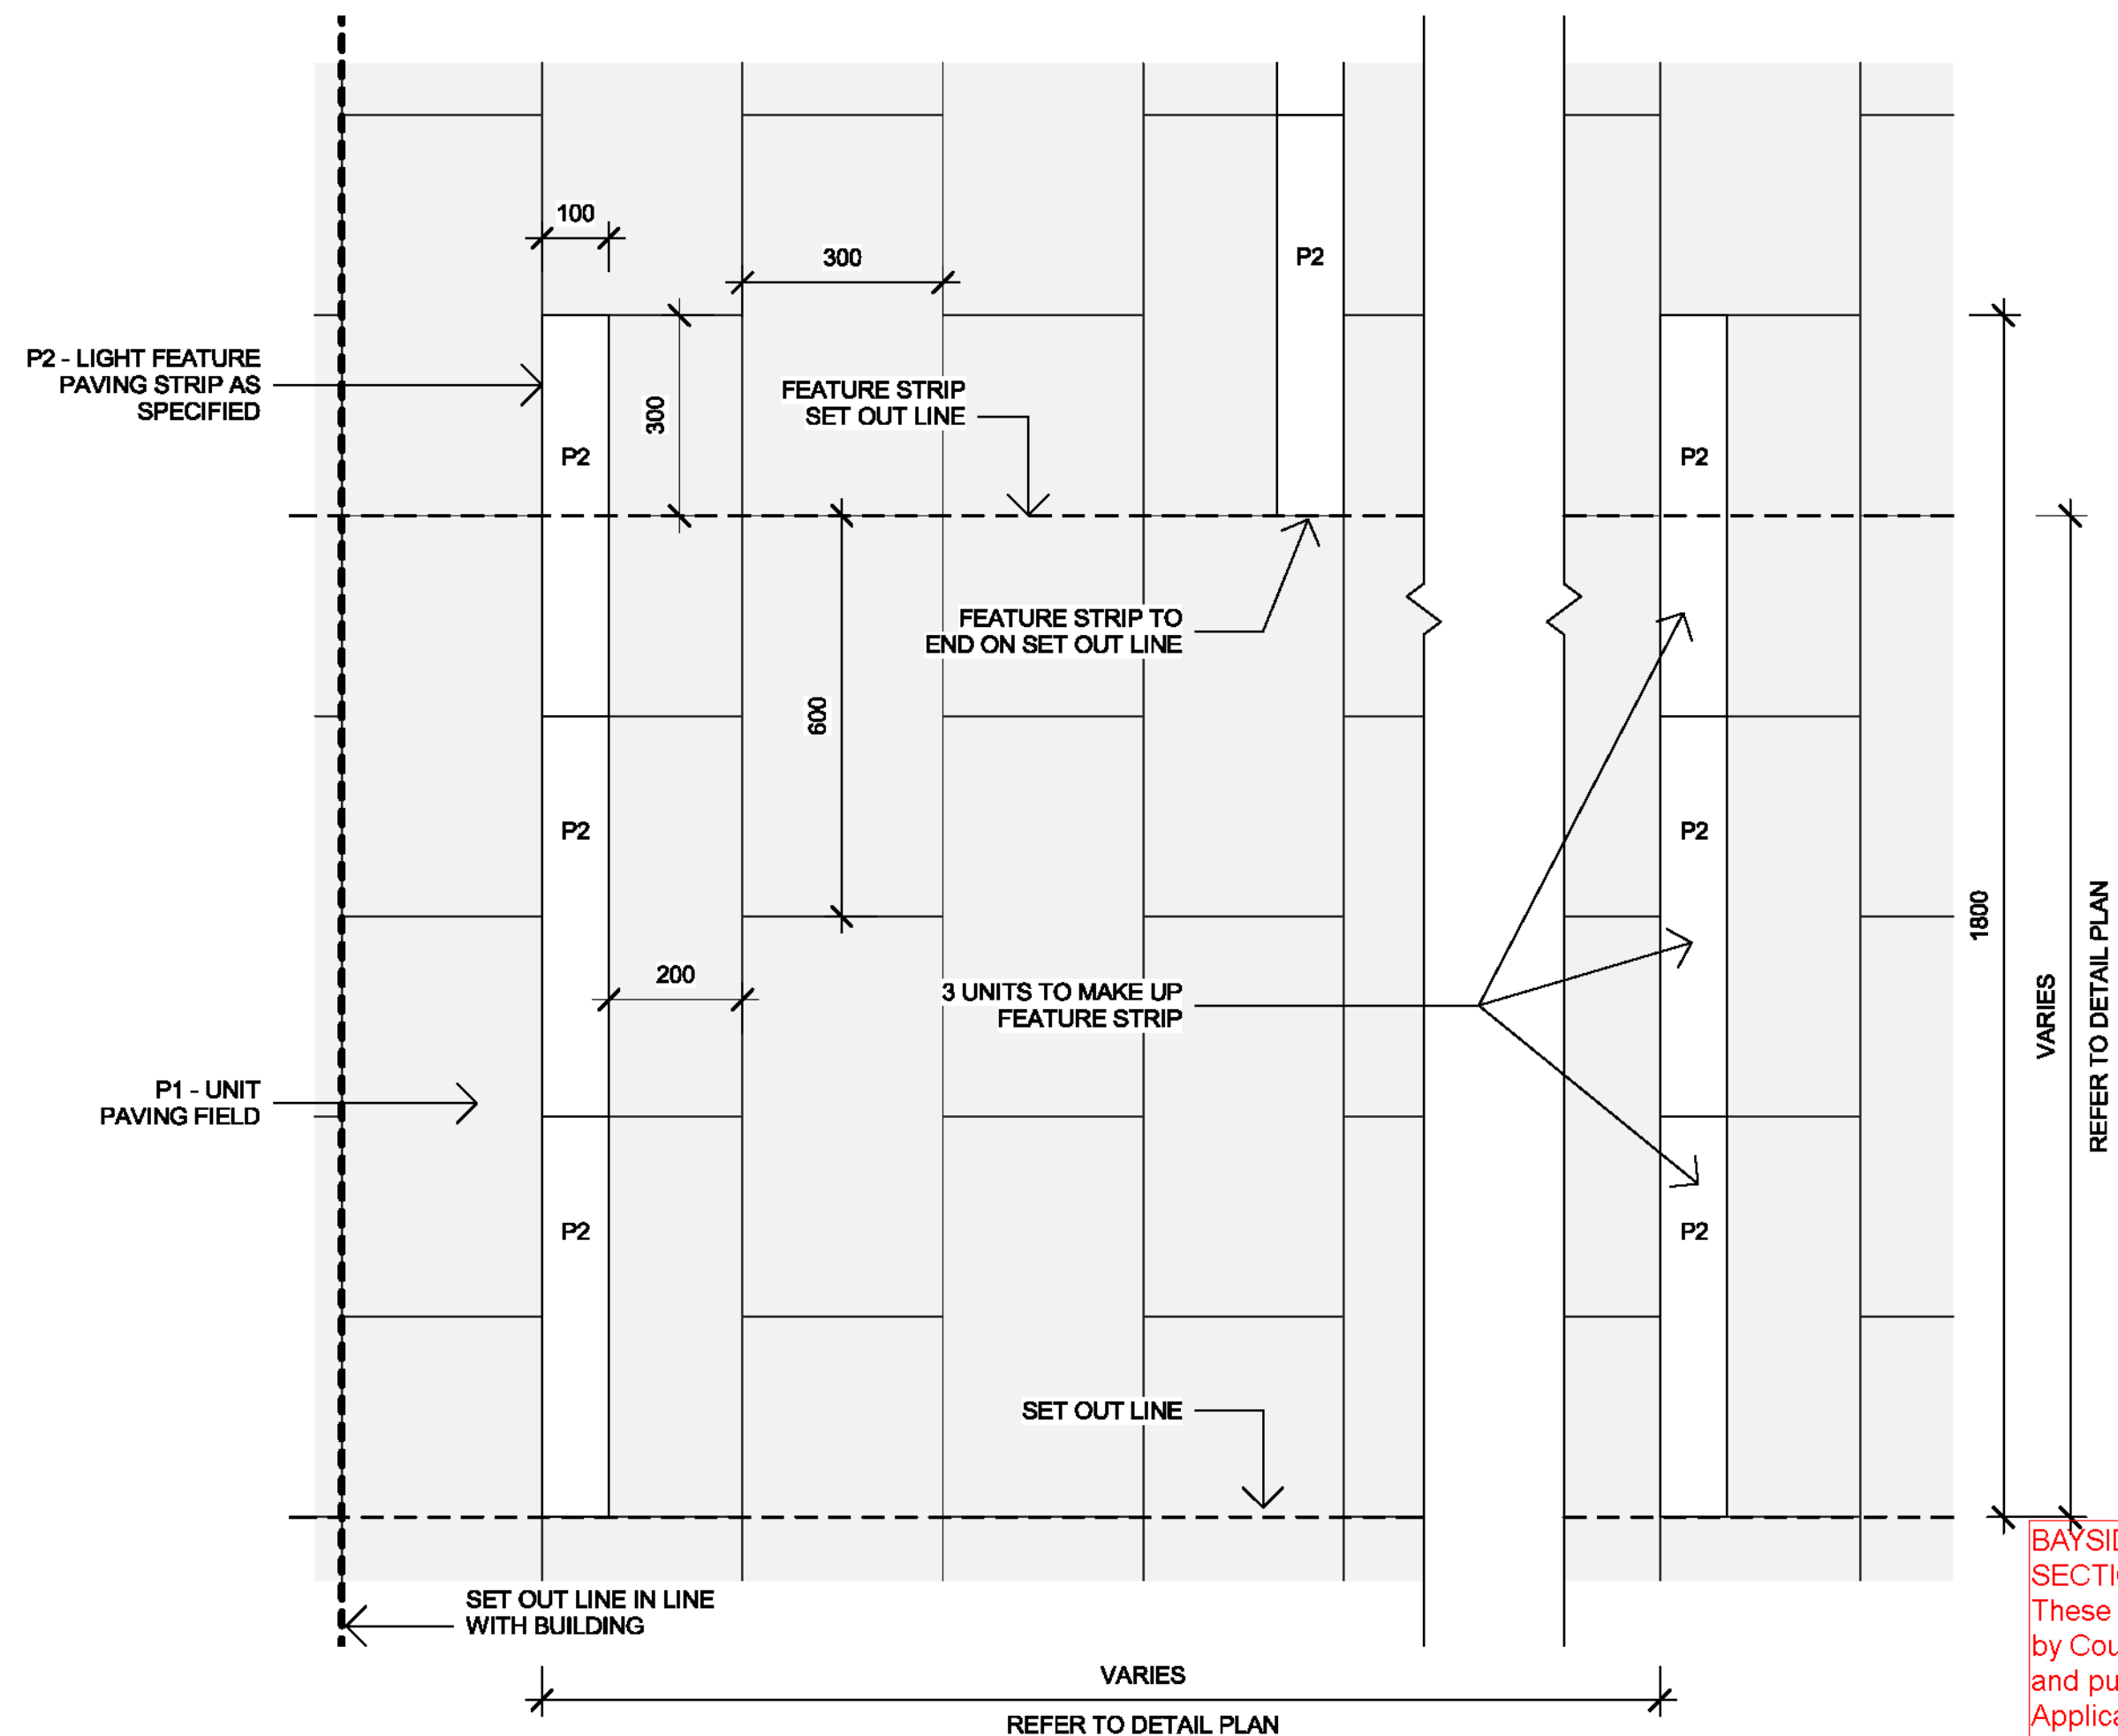 100
300
P2
P2 - LIGHT FEATURE
PAVING STRIP AS
SPECIFIED
FEATURE STRIP
SET OUT LINE
300
P2
P2
FEATURE STRIP TO
END ON SET OUT LINE
600
P2
P2
1800
VARIES
REFER TO DETAIL PLAN
200
3 UNITS TO MAKE UP
FEATURE STRIP
P1 - UNIT
PAVING FIELD
P2
P2
SET OUT LINE
SET OUT LINE IN LINE
WITH BUILDING
VARIES
REFER TO DETAIL PLAN
These